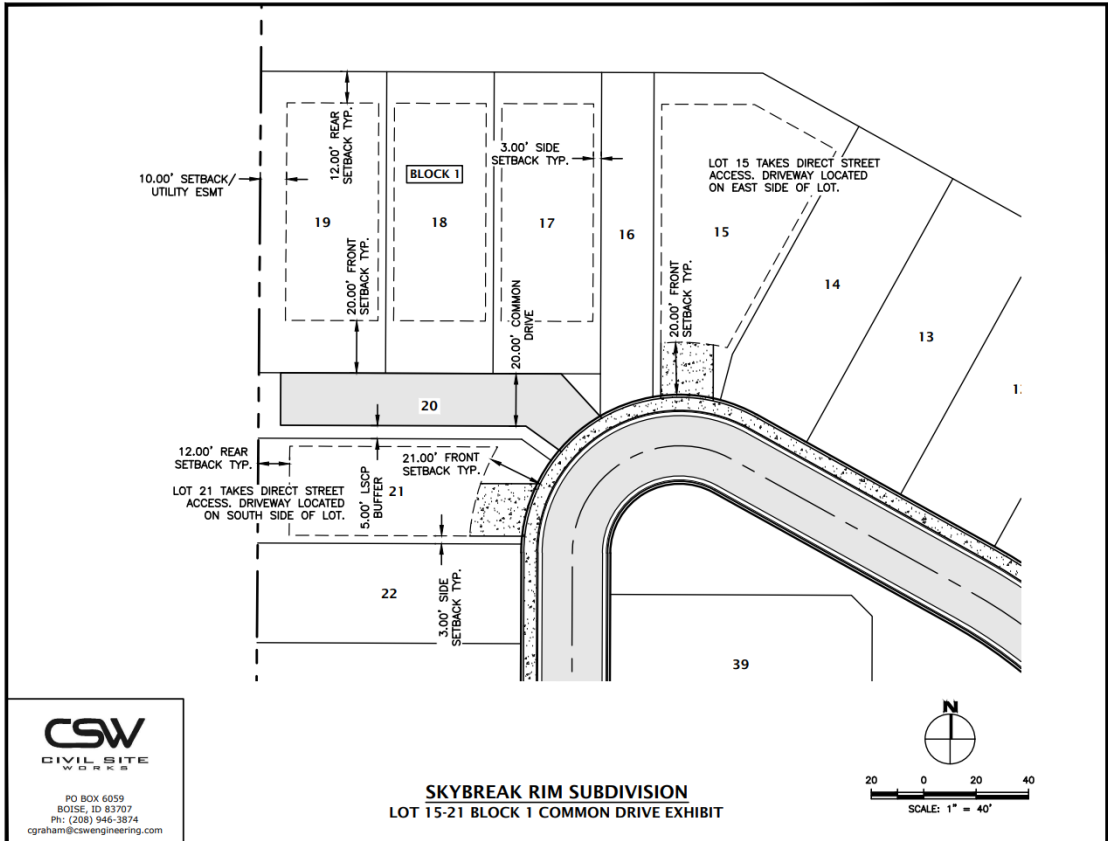 10.00' SETBACK/
UTILITY ESMT
12.00' REAR
SETBACK TYP.
BLOCK 1
3.00' SIDE
SETBACK TYP.
LOT 15 TAKES DIRECT STREET
ACCESS. DRIVEWAY LOCATED
ON EAST SIDE OF LOT.
19
18
17
16
15
14
13
20.00' FRONT
SETBACK TYP.
20.00' COMMON
DRIVE
20.00' FRONT
SETBACK TYP.
20
12.00' REAR
SETBACK TYP.
21.00' FRONT
SETBACK TYP.
LOT 21 TAKES DIRECT STREET
ACCESS. DRIVEWAY LOCATED
ON SOUTH SIDE OF LOT.
5.00' LSCP
BUFFER
21
22
3.00' SIDE
SETBACK TYP.
39
CSW
CIVIL SITE
WORKS
PO BOX 6059
BOISE, ID 83707
Ph: (208) 946-3874
cgraham@cswengineering.com
SKYBREAK RIM SUBDIVISION
LOT 15-21 BLOCK 1 COMMON DRIVE EXHIBIT
N
20 0 20 40
SCALE: 1" = 40'